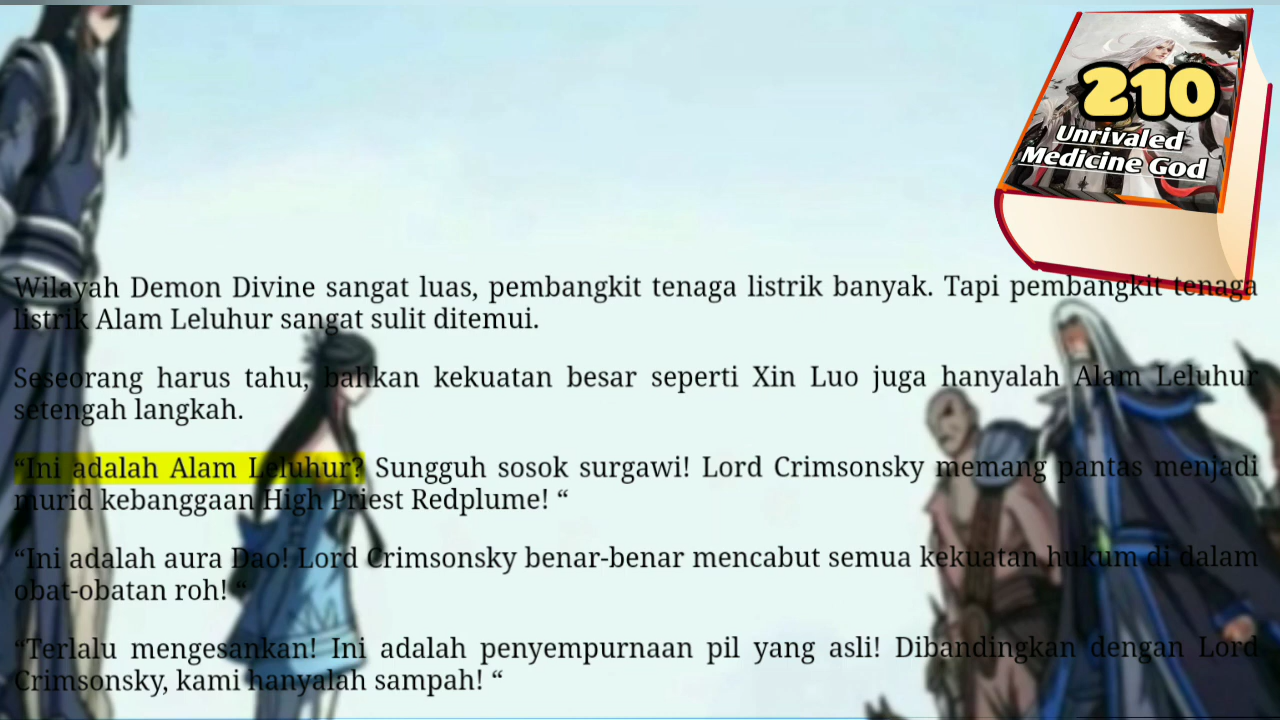 210
Unrivaled
Medicine God
Wilayah Demon Divine sangat luas, pembangkit tenaga listrik banyak. Tapi pembangkit tenaga
listrik Alam Leluhur sangat sulit ditemui.
Seseorang harus tahu, bahkan kekuatan besar seperti Xin Luo juga hanyalah Alam Leluhur
setengah langkah.
“Ini adalah Alam Leluhur? Sungguh sosok surgawi! Lord Crimsonsky memang pantas menjadi
murid kebanggaan High Priest Redplume! “
“Ini adalah aura Dao! Lord Crimsonsky benar-benar mencabut semua kekuatan hukum di dalam
obat-obatan roh! “
“Terlalu mengesankan! Ini adalah penyempurnaan pil yang asli! Dibandingkan dengan Lord
Crimsonsky, kami hanyalah sampah! “